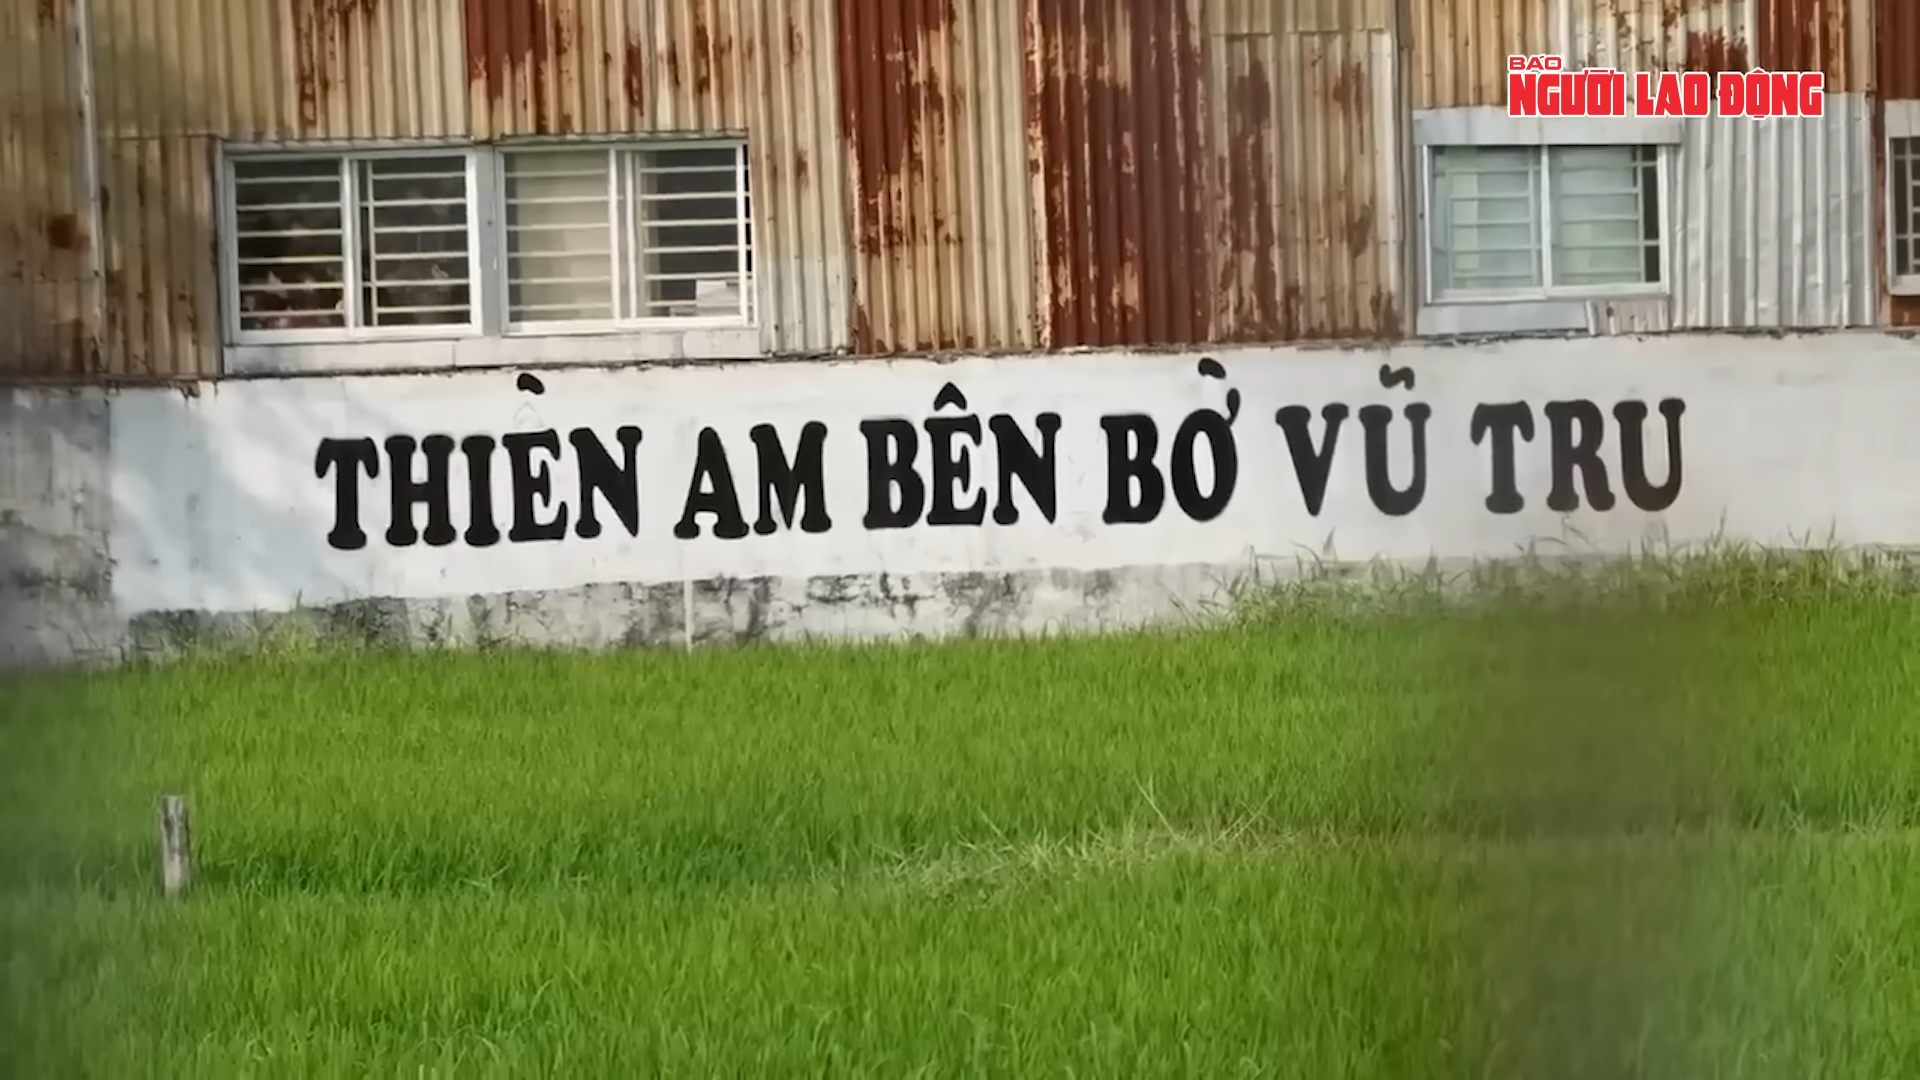 BÁO
NGƯỜI LAO ĐỘNG
THIỀN AM BÊN BỜ VŨ TRU